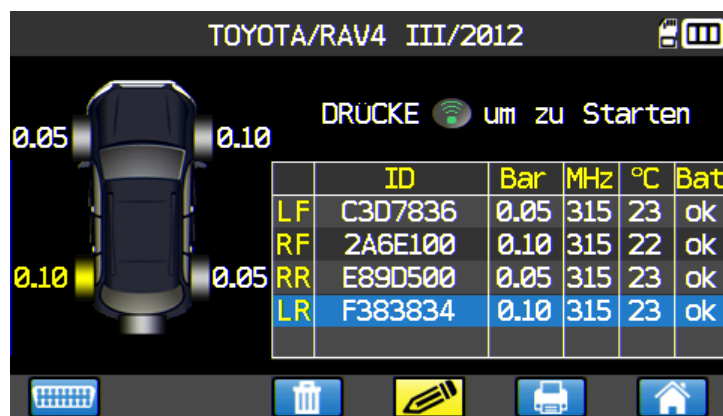 TOYOTA/RAV4 III/2012
DRÜCKE um zu Starten
0.05 0.10
0.10 0.05
ID Bar MHz °C Bat
LF C3D7836 0.05 315 23 ok
RF 2A6E100 0.10 315 22 ok
RR E89D500 0.05 315 23 ok
LR F383834 0.10 315 23 ok